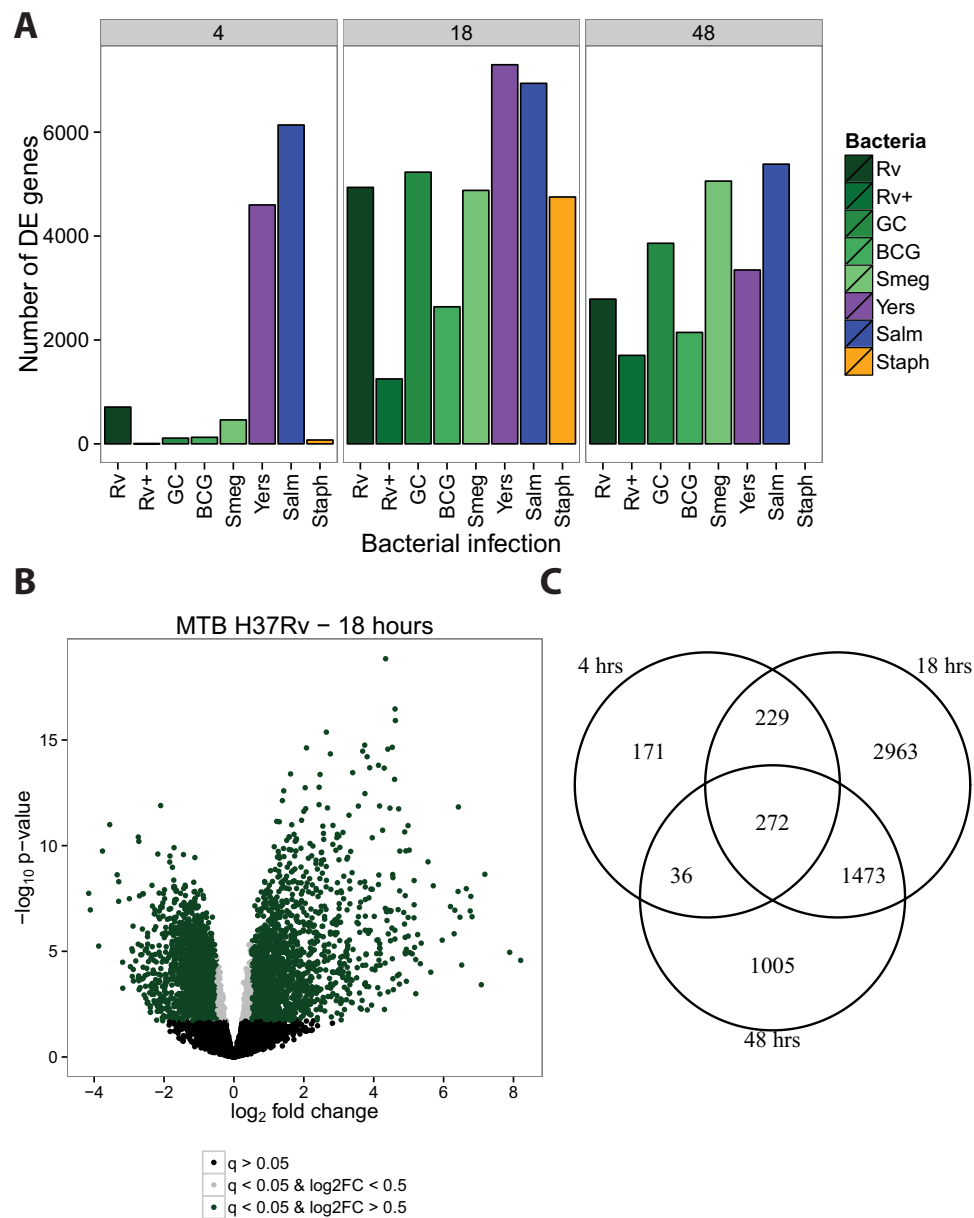 A
4 18 48
Number of DE genes
6000
4000
2000
0
Rv Rv+ GC BCG Smeg Yers Salm Staph
Rv Rv+ GC BCG Smeg Yers Salm Staph
Rv Rv+ GC BCG Smeg Yers Salm Staph
Bacterial infection
Bacteria
Rv
Rv+
GC
BCG
Smeg
Yers
Salm
Staph
B
MTB H37Rv − 18 hours
−log10 p-value
15
10
5
0
−4 −2 0 2 4 6 8
log2 fold change
q > 0.05
q < 0.05 & log2FC < 0.5
q < 0.05 & log2FC > 0.5
C
4 hrs
18 hrs
229
171
2963
272
36
1473
1005
48 hrs